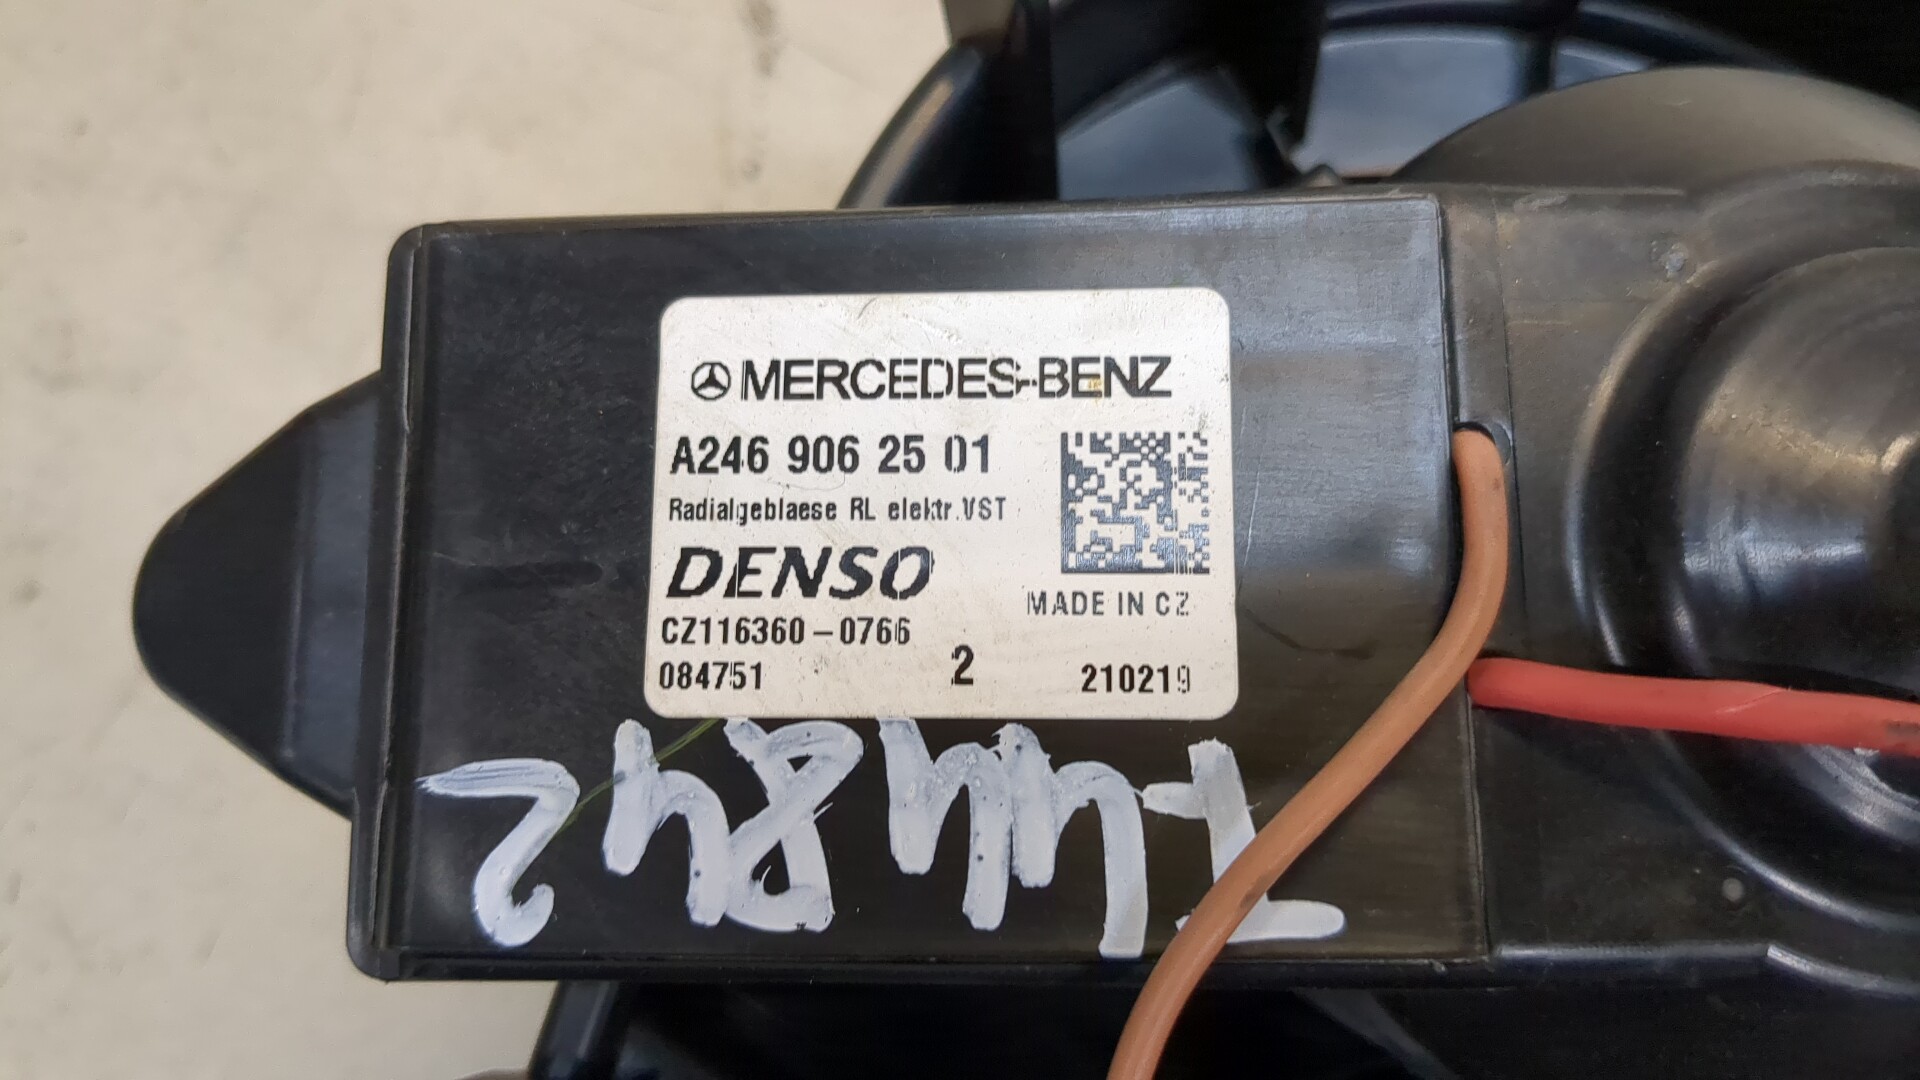 MERCEDES-BENZ
A246 906 25 01
Radialgeblaese RL elektr.VST
DENSO
MADE IN CZ
CZ116360-0766
084751 2 210219